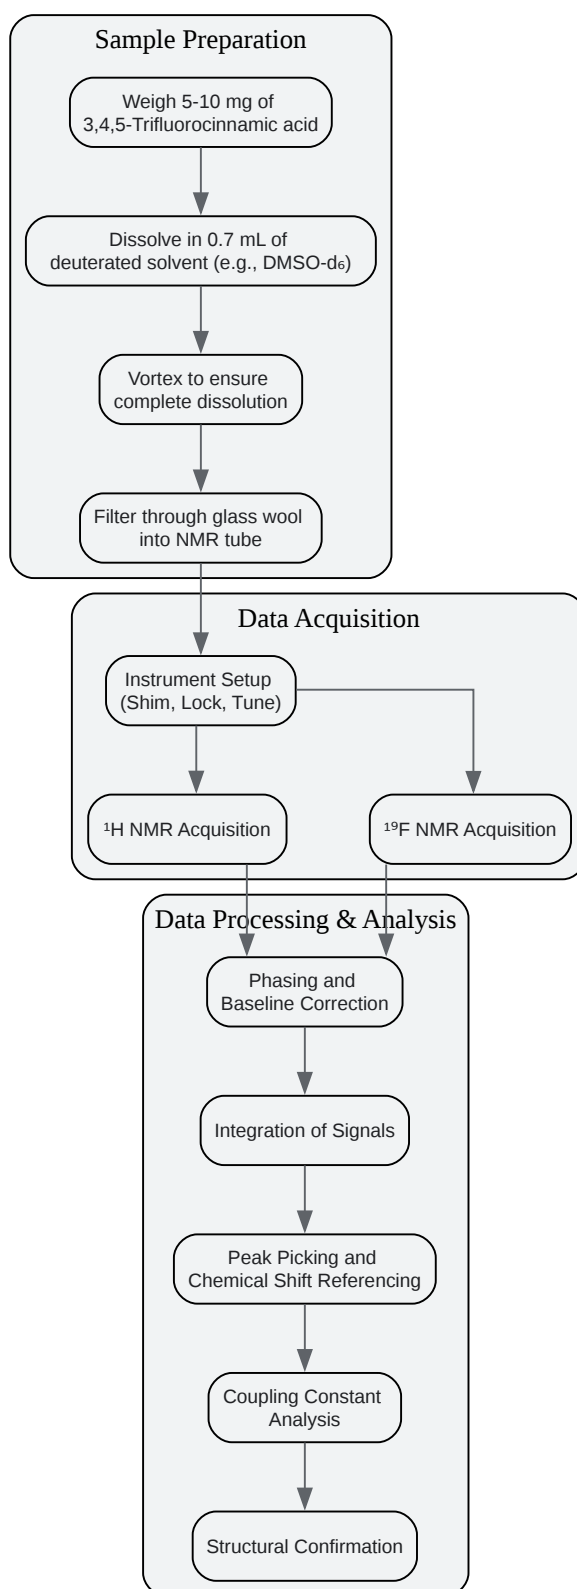 Sample Preparation
Weigh 5-10 mg of
3,4,5-Trifluorocinnamic acid
Dissolve in 0.7 mL of
deuterated solvent (e.g., DMSO-d₆)
Vortex to ensure
complete dissolution
Filter through glass wool
into NMR tube
Data Acquisition
Instrument Setup
(Shim, Lock, Tune)
¹H NMR Acquisition
¹⁹F NMR Acquisition
Data Processing & Analysis
Phasing and
Baseline Correction
Integration of Signals
Peak Picking and
Chemical Shift Referencing
Coupling Constant
Analysis
Structural Confirmation